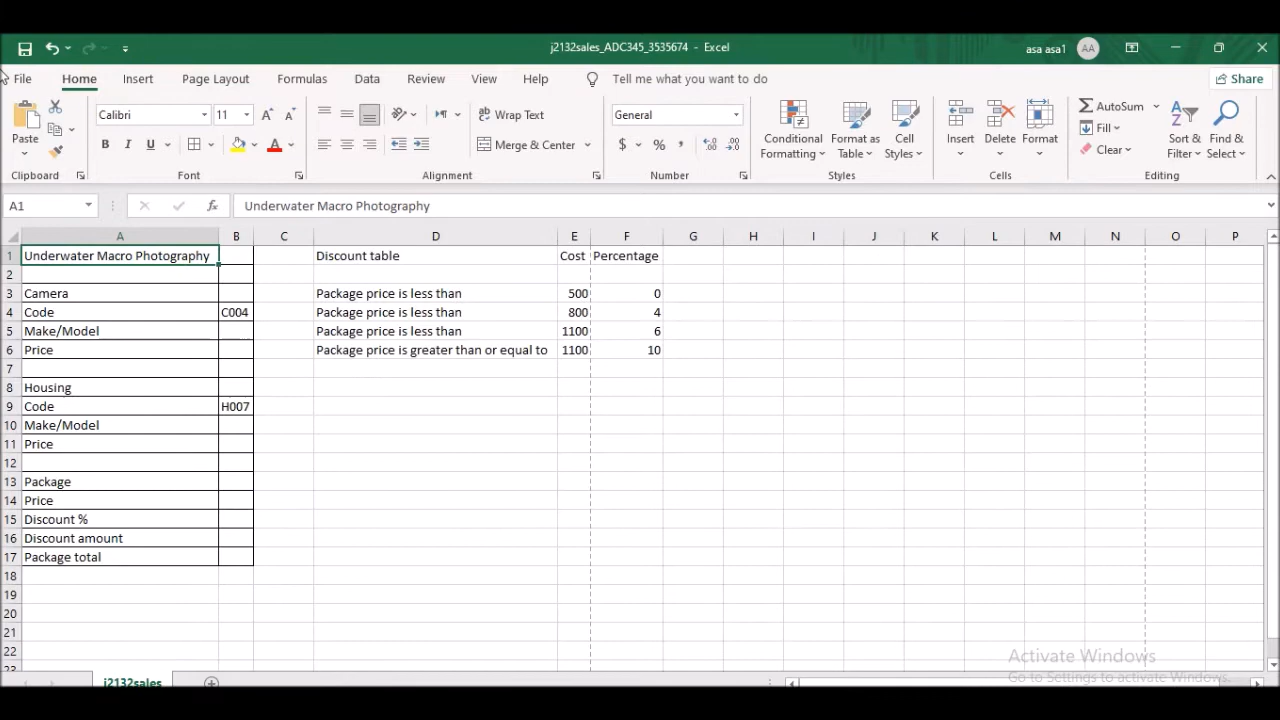 j2132sales_ADC345_3535674 - Excel
asa asa1 AA
File Home Insert Page Layout Formulas Data Review View Help Tell me what you want to do Share
Paste
Calibri 11
B I U A
Wrap Text
Merge & Center
General
$ % ,
Conditional Formatting
Format as Table
Cell Styles
Insert Delete Format
AutoSum
Fill
Clear
Sort & Filter
Find & Select
Clipboard Font Alignment Number Styles Cells Editing
A1 fx Underwater Macro Photography
A B C D E F G H I J K L M N O P
1 Underwater Macro Photography Discount table Cost Percentage
2
3 Camera Package price is less than 500 0
4 Code C004 Package price is less than 800 4
5 Make/Model Package price is less than 1100 6
6 Price Package price is greater than or equal to 1100 10
7
8 Housing
9 Code H007
10 Make/Model
11 Price
12
13 Package
14 Price
15 Discount %
16 Discount amount
17 Package total
18
19
20
21
22
23
Activate Windows
Go to Settings to activate Windows.
j2132sales